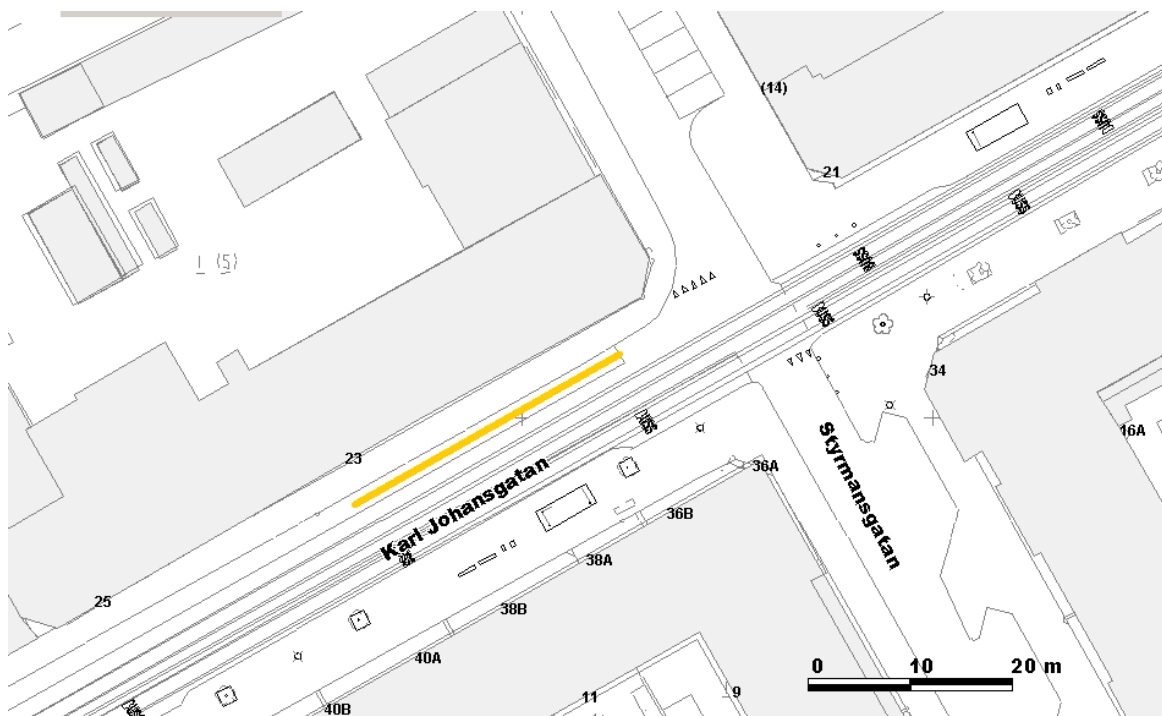 (14)
21
1 (5)
34
16A
23
Karl Johansgatan
Styrmansgatan
36A
36B
38A
38B
25
40A
40B
11
9
0 10 20 m